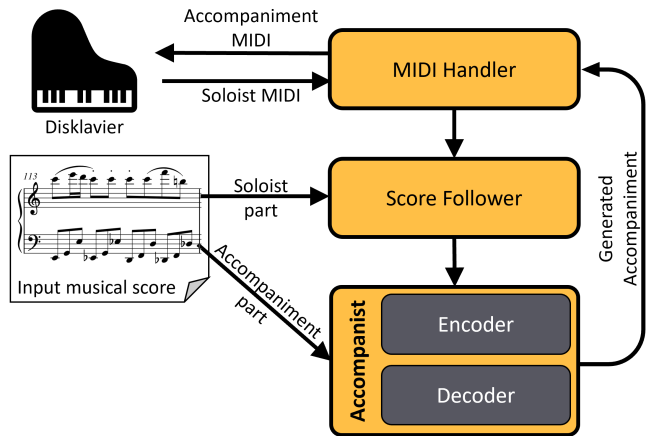 Accompaniment
MIDI
MIDI Handler
Soloist MIDI
Disklavier
113
Soloist
part
Score Follower
Generated
Accompaniment
Accompaniment
part
Input musical score
Accompanist
Encoder
Decoder